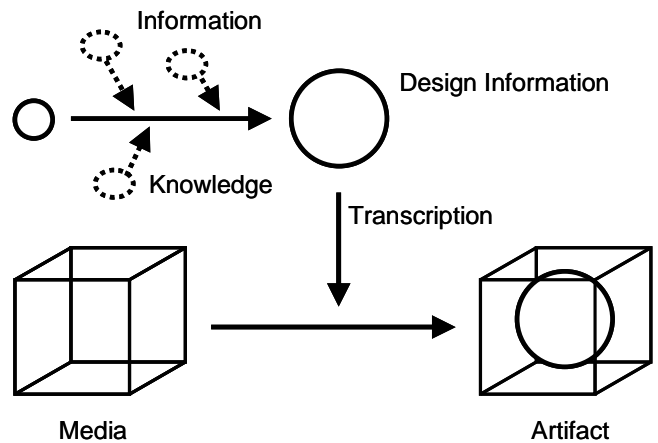 Information
Design Information
Knowledge
Transcription
Media
Artifact